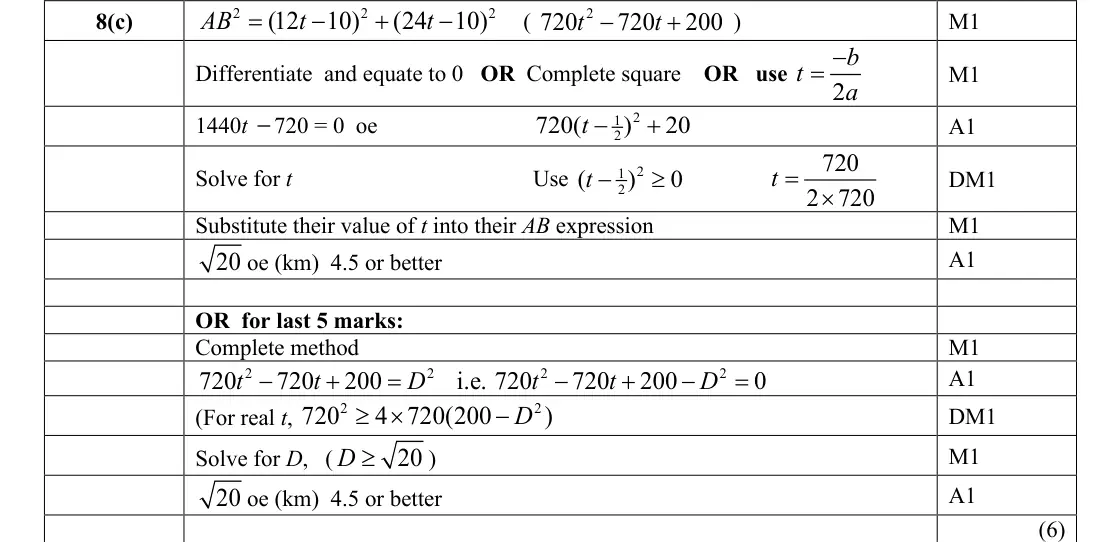 8(c) AB² = (12t − 10)² + (24t − 10)² ( 720t² − 720t + 200 ) M1
Differentiate and equate to 0 OR Complete square OR use t = −b/2a M1
1440t − 720 = 0 oe 720(t − ½)² + 20 A1
Solve for t Use (t − ½)² ≥ 0 t = 720/(2 × 720) DM1
Substitute their value of t into their AB expression M1
√20 oe (km) 4.5 or better A1
OR for last 5 marks:
Complete method M1
720t² − 720t + 200 = D² i.e. 720t² − 720t + 200 − D² = 0 A1
(For real t, 720² ≥ 4 × 720(200 − D²) DM1
Solve for D, ( D ≥ √20 ) M1
√20 oe (km) 4.5 or better A1
(6)